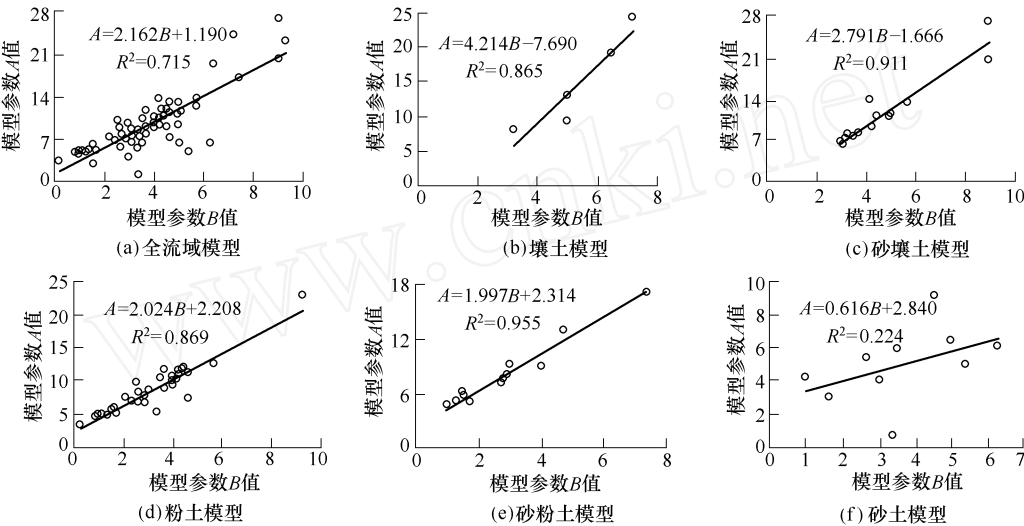 28
21
14
7
0
模型参数A值
A=2.162B+1.190
R²=0.715
0 2 4 6 8 10
模型参数B值
(a)全流域模型
25
20
15
10
5
0
模型参数A值
A=4.214B−7.690
R²=0.865
0 2 4 6 8
模型参数B值
(b)壤土模型
28
21
14
7
0
模型参数A值
A=2.791B−1.666
R²=0.911
0 2 4 6 8 10
模型参数B值
(c)砂壤土模型
25
20
15
10
5
0
模型参数A值
A=2.024B+2.208
R²=0.869
0 2 4 6 8 10
模型参数B值
(d)粉土模型
18
12
6
0
模型参数A值
A=1.997B+2.314
R²=0.955
0 2 4 6 8
模型参数B值
(e)砂粉土模型
10
8
6
4
2
0
模型参数A值
A=0.616B+2.840
R²=0.224
0 1 2 3 4 5 6 7
模型参数B值
(f)砂土模型
www.cnki.net